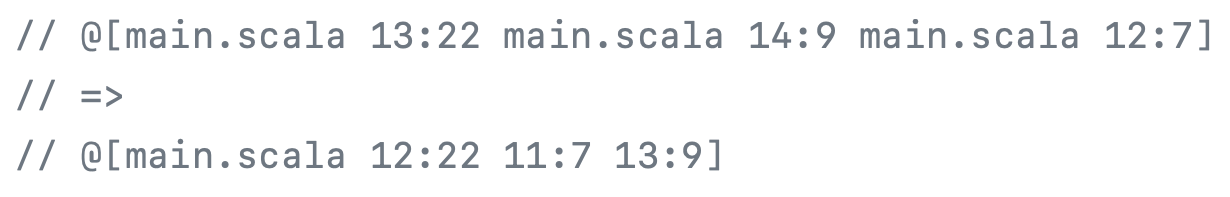 // @[main.scala 13:22 main.scala 14:9 main.scala 12:7]
// =>
// @[main.scala 12:22 11:7 13:9]